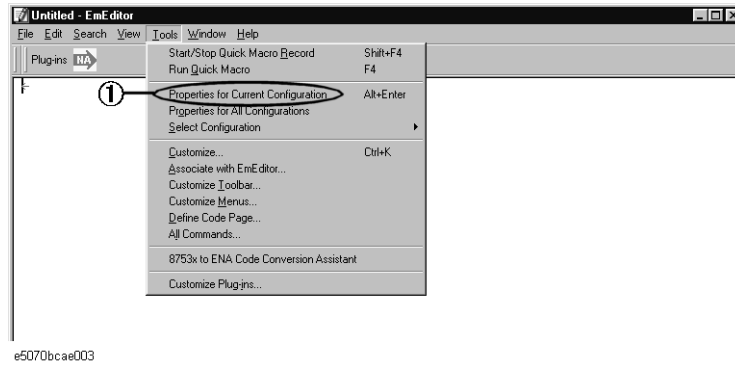 Untitled - EmEditor
File Edit Search View Tools Window Help
Plug-ins NA
Start/Stop Quick Macro Record Shift+F4
Run Quick Macro F4
1
Properties for Current Configuration Alt+Enter
Properties for All Configurations
Select Configuration
Customize... Ctrl+K
Associate with EmEditor...
Customize Toolbar...
Customize Menus...
Define Code Page...
All Commands...
8753x to ENA Code Conversion Assistant
Customize Plug-ins...
e5070bcae003